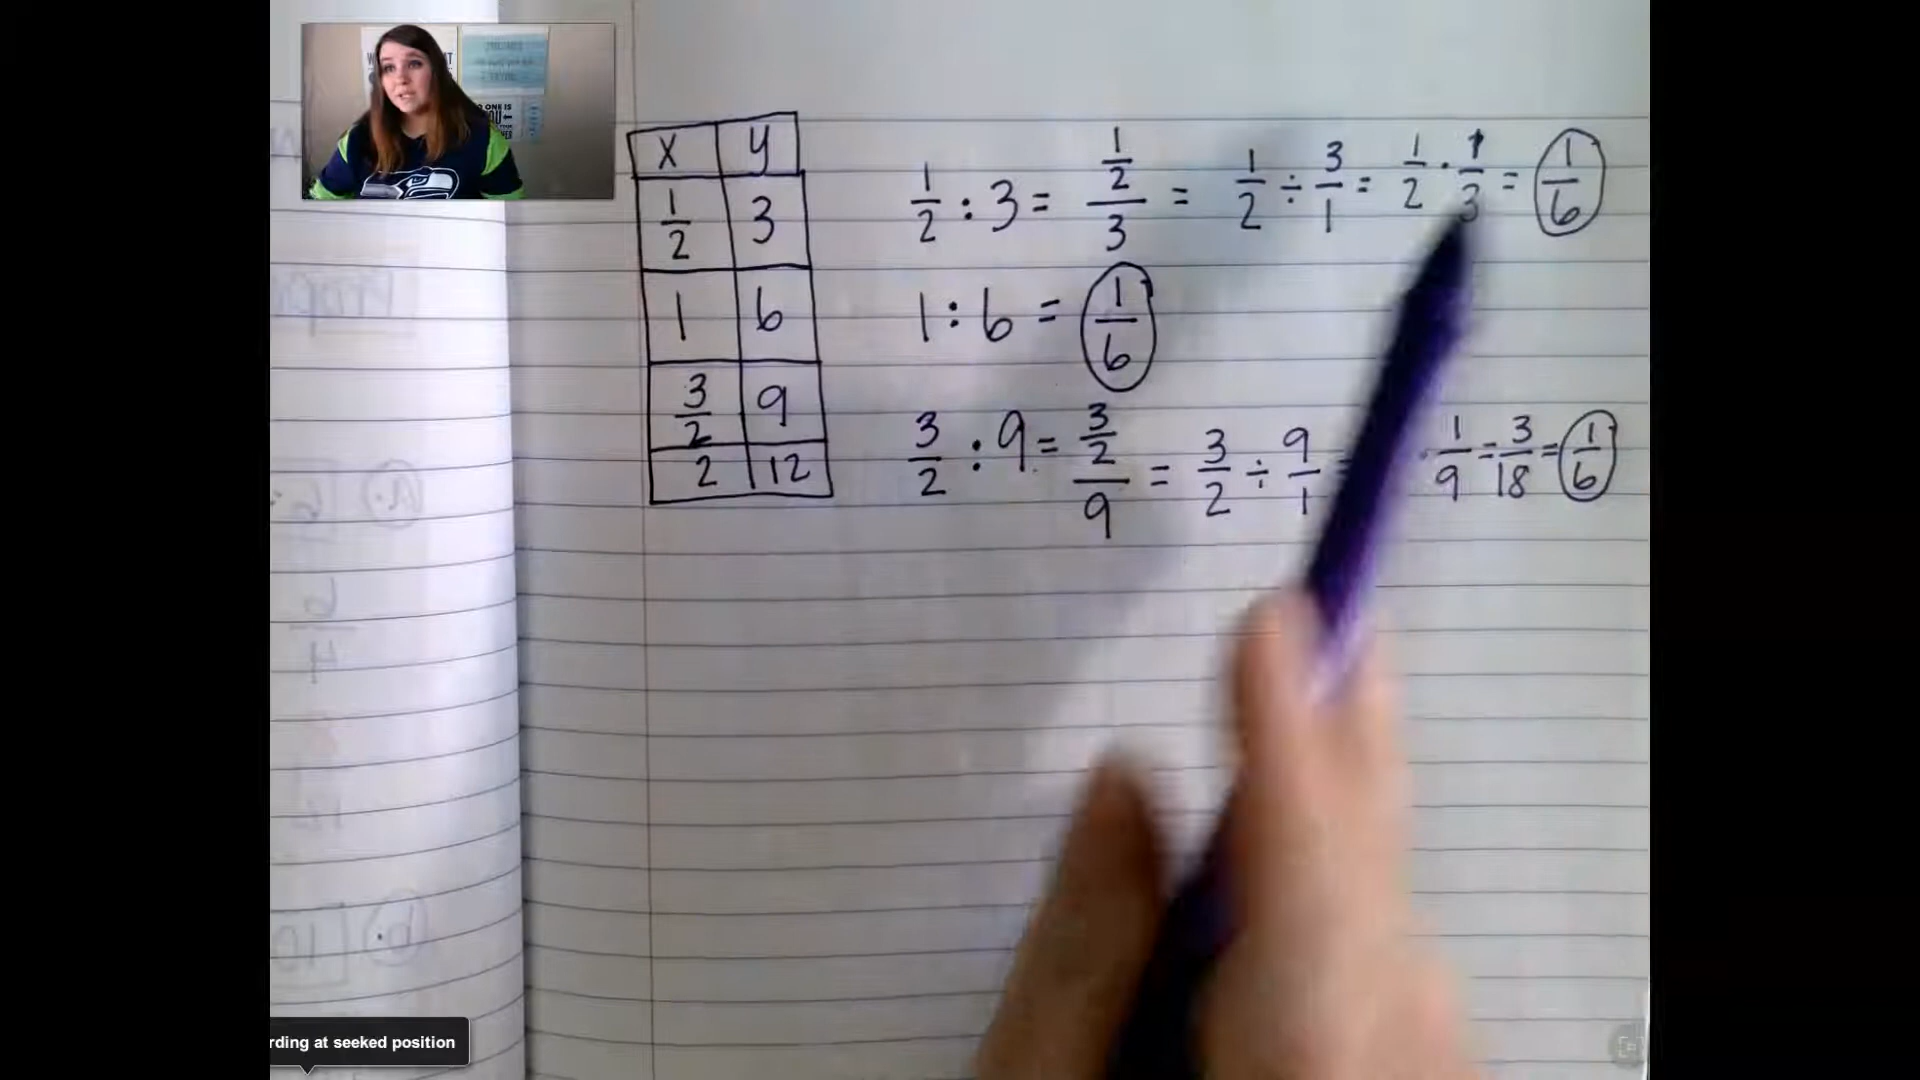 x y
1/2 3
1 6
3/2 9
2 12
1/2 : 3 = 1/2/3 = 1/2 ÷ 3/1 = 1/2 · 1/3 = 1/6
1 : 6 = 1/6
3/2 : 9 = 3/2/9 = 3/2 ÷ 9/1 · 1/9 = 3/18 = 1/6
rding at seeked position